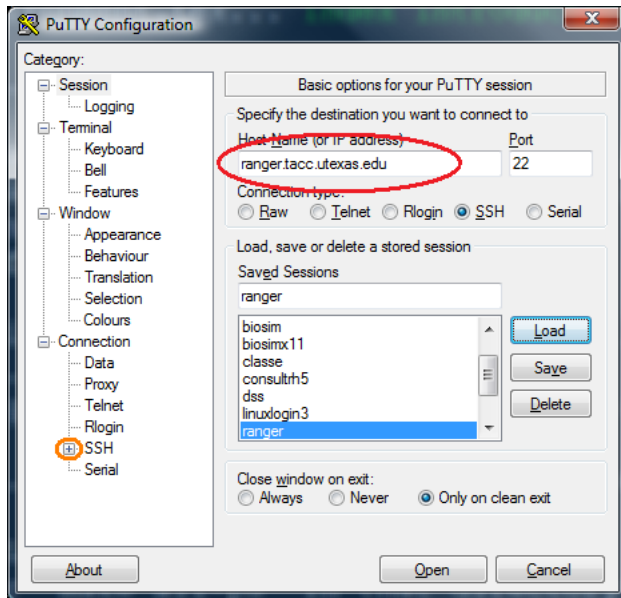 PuTTY Configuration
Category:
Session
Logging
Terminal
Keyboard
Bell
Features
Window
Appearance
Behaviour
Translation
Selection
Colours
Connection
Data
Proxy
Telnet
Rlogin
SSH
Serial
Basic options for your PuTTY session
Specify the destination you want to connect to
Host Name (or IP address) Port
ranger.tacc.utexas.edu 22
Connection type:
Raw Telnet Rlogin SSH Serial
Load, save or delete a stored session
Saved Sessions
ranger
biosim
biosimx11
classe
consultrh5
dss
linuxlogin3
ranger
Load
Save
Delete
Close window on exit:
Always Never Only on clean exit
About Open Cancel